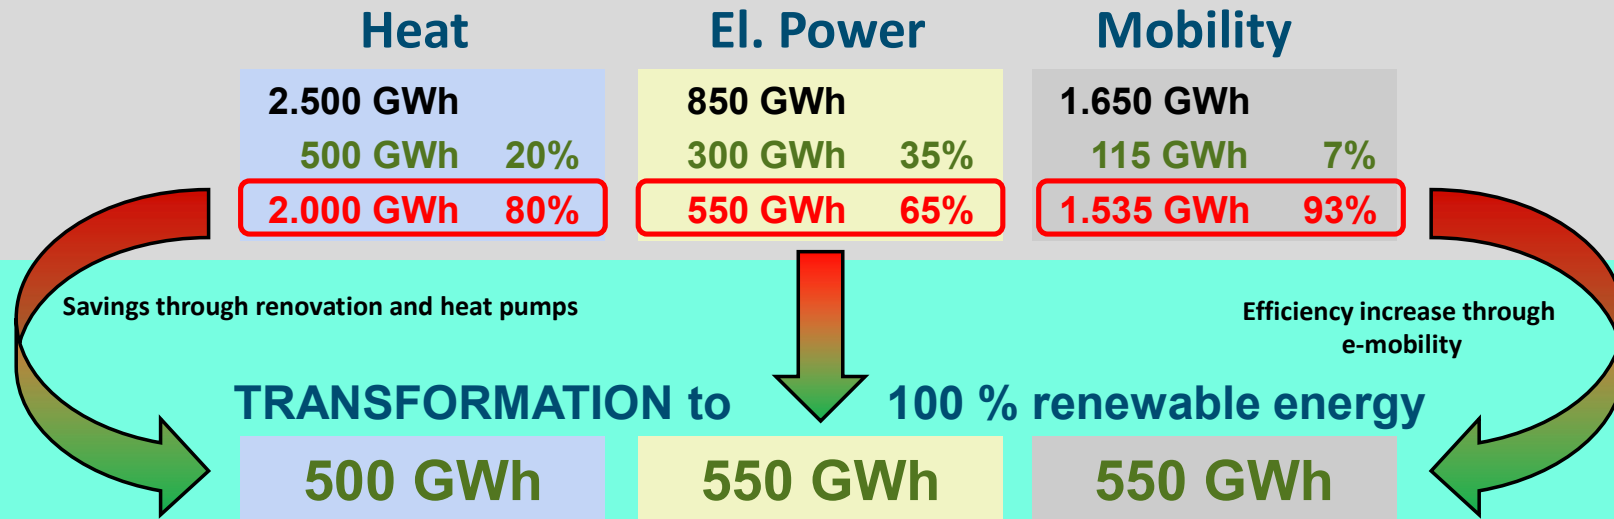 Heat El. Power Mobility
2.500 GWh 850 GWh 1.650 GWh
500 GWh 20% 300 GWh 35% 115 GWh 7%
2.000 GWh 80% 550 GWh 65% 1.535 GWh 93%
Savings through renovation and heat pumps
Efficiency increase through
e-mobility
TRANSFORMATION to 100 % renewable energy
500 GWh 550 GWh 550 GWh